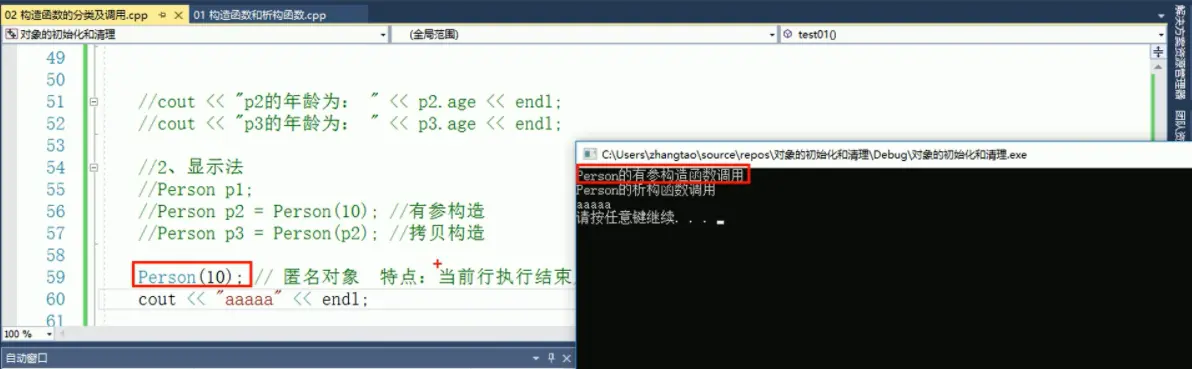 02 构造函数的分类及调用.cpp 01 构造函数和析构函数.cpp
对象的初始化和清理 (全局范围) test01()
49
50
51 //cout << "p2的年龄为： " << p2.age << endl;
52 //cout << "p3的年龄为： " << p3.age << endl;
53
54 //2、显示法
55 //Person p1;
56 //Person p2 = Person(10); //有参构造
57 //Person p3 = Person(p2); //拷贝构造
58
59 Person(10); // 匿名对象 特点：当前行执行结束
60 cout << "aaaaa" << endl;
61
100 %
自动窗口
C:\Users\zhangtao\source\repos\对象的初始化和清理\Debug\对象的初始化和清理.exe
Person的有参构造函数调用
Person的析构函数调用
aaaaa
请按任意键继续. . .
解决方案资源管理器
团队资